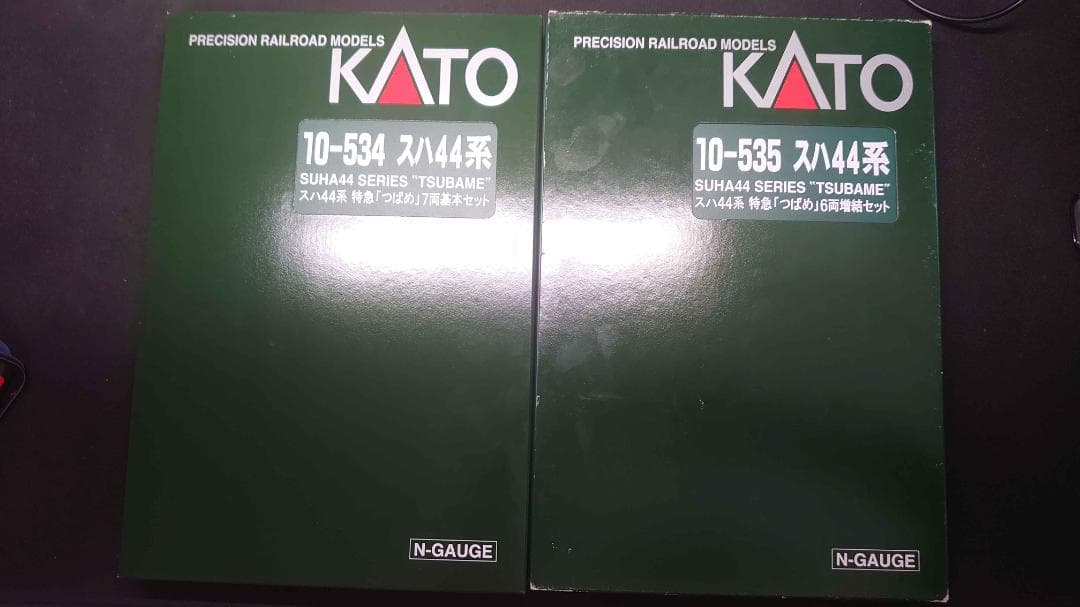 PRECISION RAILROAD MODELS
KATO
10-534 スハ44系
SUHA44 SERIES "TSUBAME"
スハ44系 特急「つばめ」7両基本セット
N-GAUGE
PRECISION RAILROAD MODELS
KATO
10-535 スハ44系
SUHA44 SERIES "TSUBAME"
スハ44系 特急「つばめ」6両増結セット
N-GAUGE